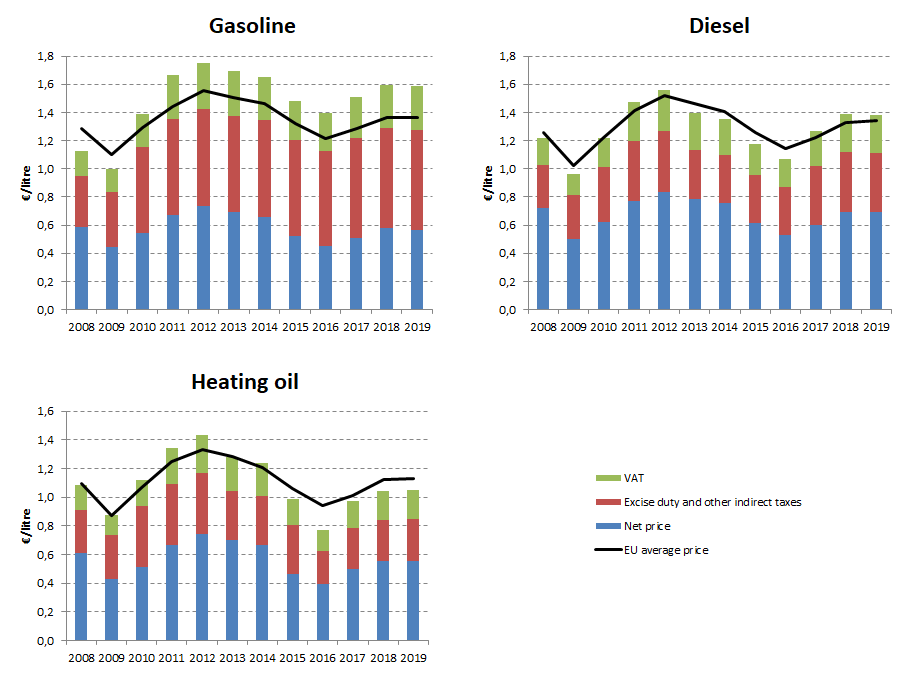 Gasoline
€/litre
1,8
1,6
1,4
1,2
1,0
0,8
0,6
0,4
0,2
0,0
2008 2009 2010 2011 2012 2013 2014 2015 2016 2017 2018 2019
Diesel
€/litre
1,8
1,6
1,4
1,2
1,0
0,8
0,6
0,4
0,2
0,0
2008 2009 2010 2011 2012 2013 2014 2015 2016 2017 2018 2019
Heating oil
€/litre
1,6
1,4
1,2
1,0
0,8
0,6
0,4
0,2
0,0
2008 2009 2010 2011 2012 2013 2014 2015 2016 2017 2018 2019
VAT
Excise duty and other indirect taxes
Net price
EU average price